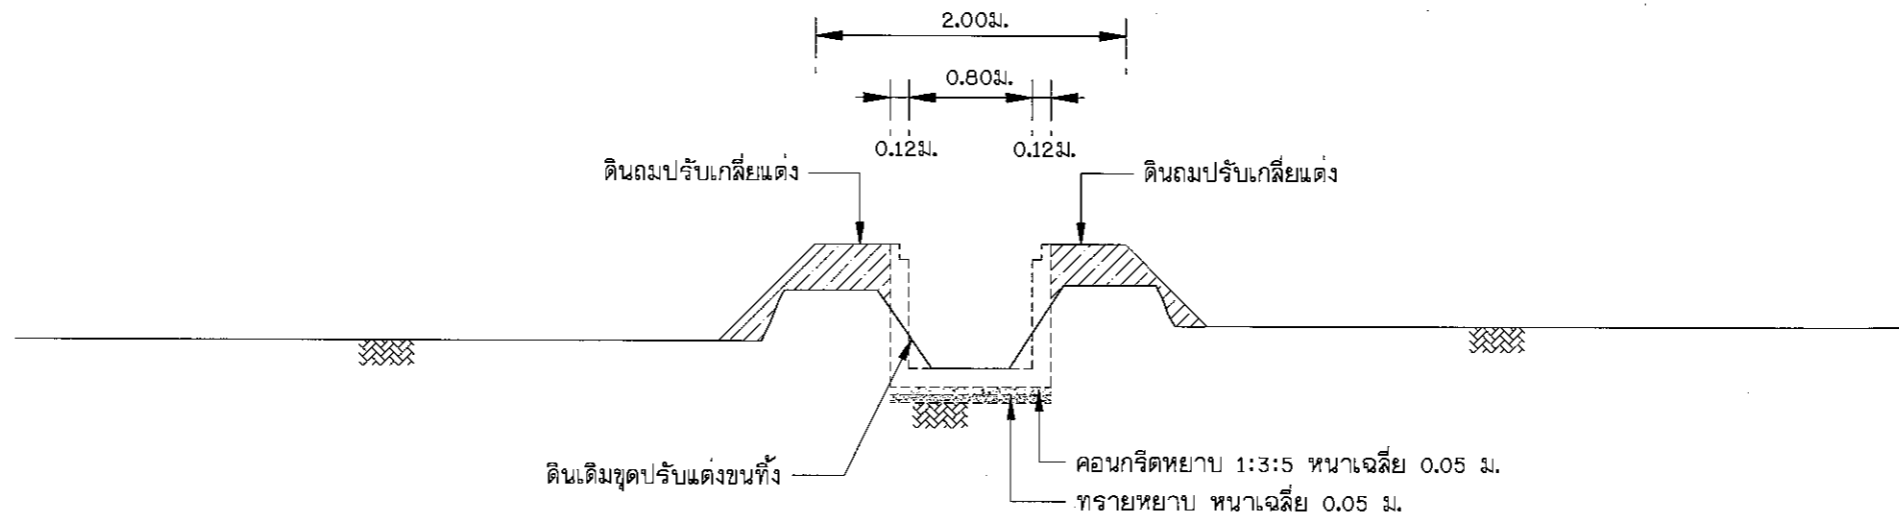 2.00ม.
0.80ม.
0.12ม. 0.12ม.
ดินถมปรับเกลี่ยแต่ง ดินถมปรับเกลี่ยแต่ง
ดินเดิมขุดปรับแต่งขนทิ้ง
คอนกรีตหยาบ 1:3:5 หนาเฉลี่ย 0.05 ม.
ทรายหยาบ หนาเฉลี่ย 0.05 ม.